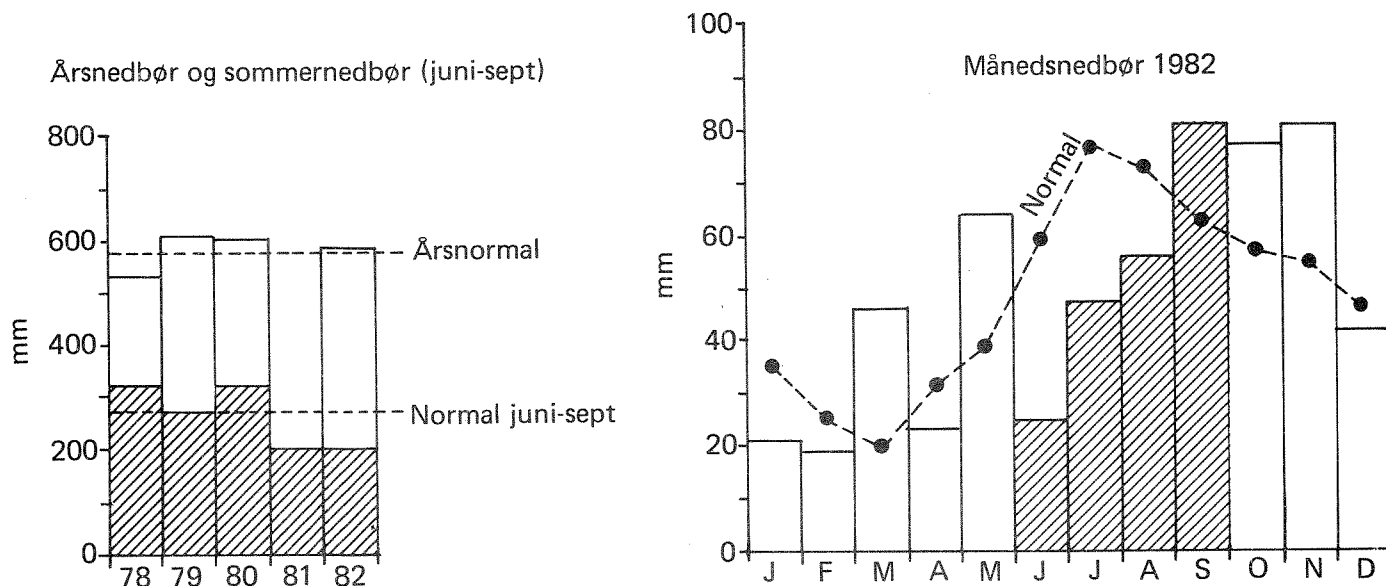 Årsnedbør og sommernedbør (juni-sept)
800
600
400
200
0
mm
Årsnormal
Normal juni-sept
78 79 80 81 82
Månedsnedbør 1982
100
80
60
40
20
0
mm
Normal
J F M A M J J A S O N D